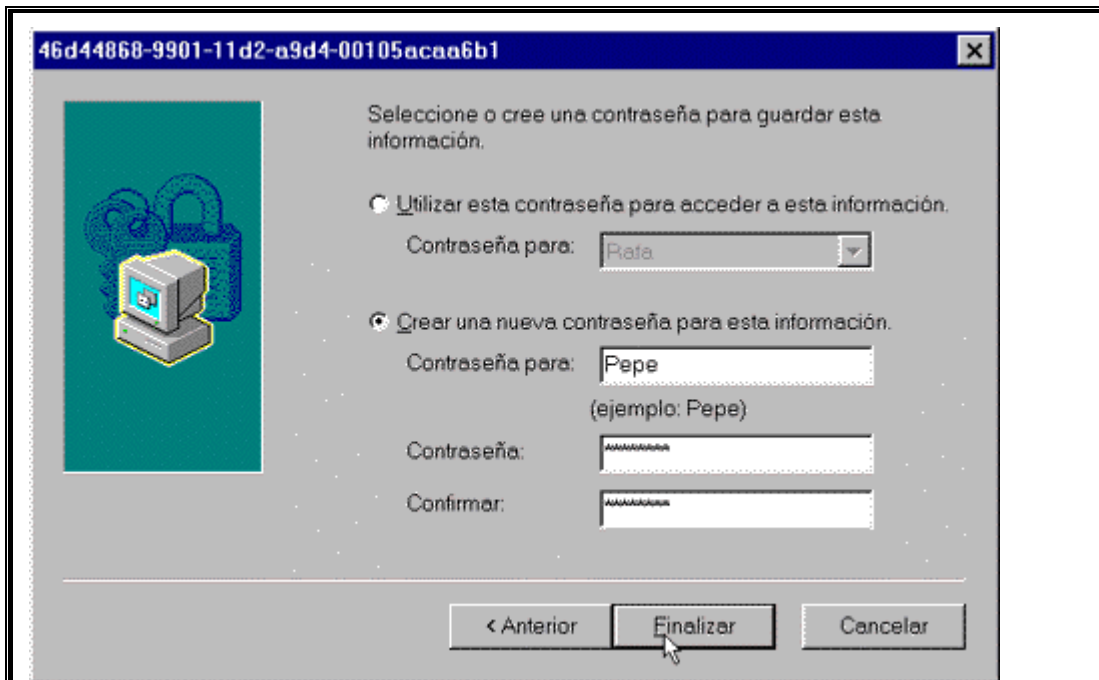 46d44868-9901-11d2-a9d4-00105acaa6b1
Seleccione o cree una contraseña para guardar esta
información.
Utilizar esta contraseña para acceder a esta información.
Contraseña para: Rafa
Crear una nueva contraseña para esta información.
Contraseña para: Pepe
(ejemplo: Pepe)
Contraseña: ********
Confirmar: ********
< Anterior Finalizar Cancelar